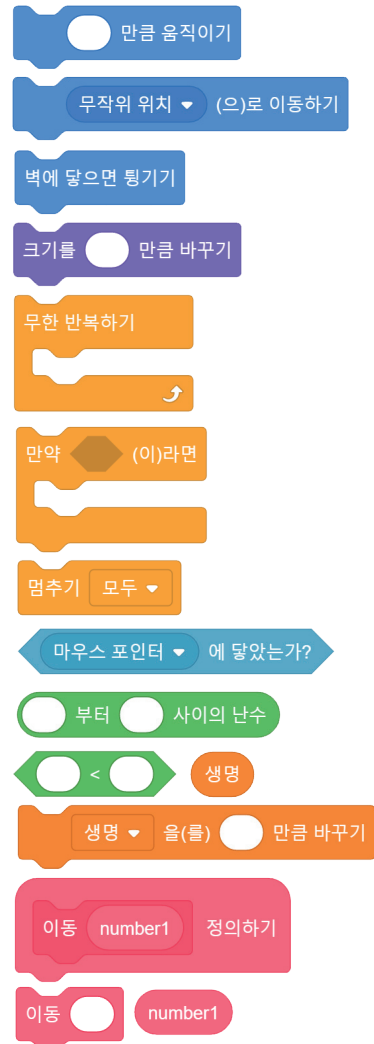 만큼 움직이기
무작위 위치 (으)로 이동하기
벽에 닿으면 튕기기
크기를 만큼 바꾸기
무한 반복하기
만약 (이)라면
멈추기 모두
마우스 포인터 에 닿았는가?
부터 사이의 난수
< 생명
생명 을(를) 만큼 바꾸기
이동 number1 정의하기
이동 number1